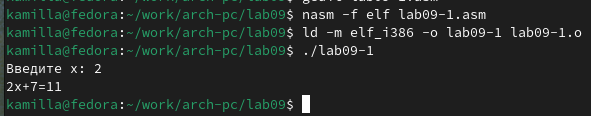 kamilla@fedora:~/work/arch-pc/lab09$ nasm -f elf lab09-1.asm
kamilla@fedora:~/work/arch-pc/lab09$ ld -m elf_i386 -o lab09-1 lab09-1.o
kamilla@fedora:~/work/arch-pc/lab09$ ./lab09-1
Введите x: 2
2x+7=11
kamilla@fedora:~/work/arch-pc/lab09$